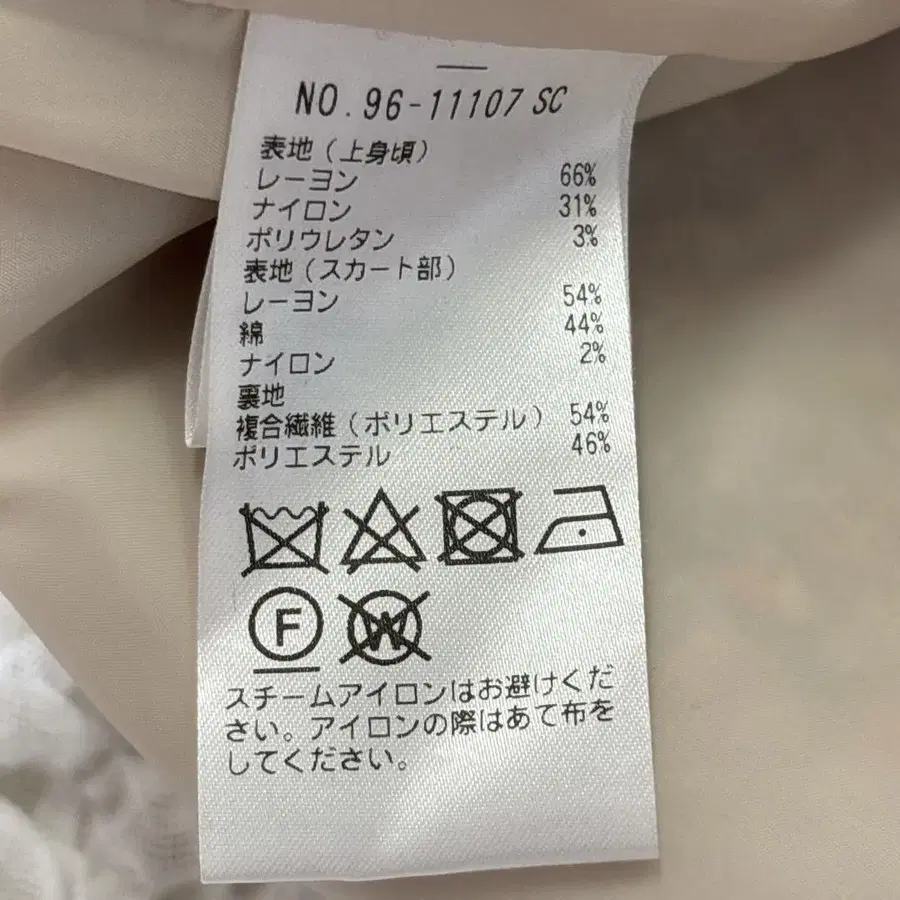 NO.96-11107 SC
表地(上身頃)
レーヨン 66%
ナイロン 31%
ポリウレタン 3%
表地(スカート部)
レーヨン 54%
綿 44%
ナイロン 2%
裏地
複合繊維(ポリエステル) 54%
ポリエステル 46%
F W
スチームアイロンはお避けくだ
さい。アイロンの際はあて布を
してください。